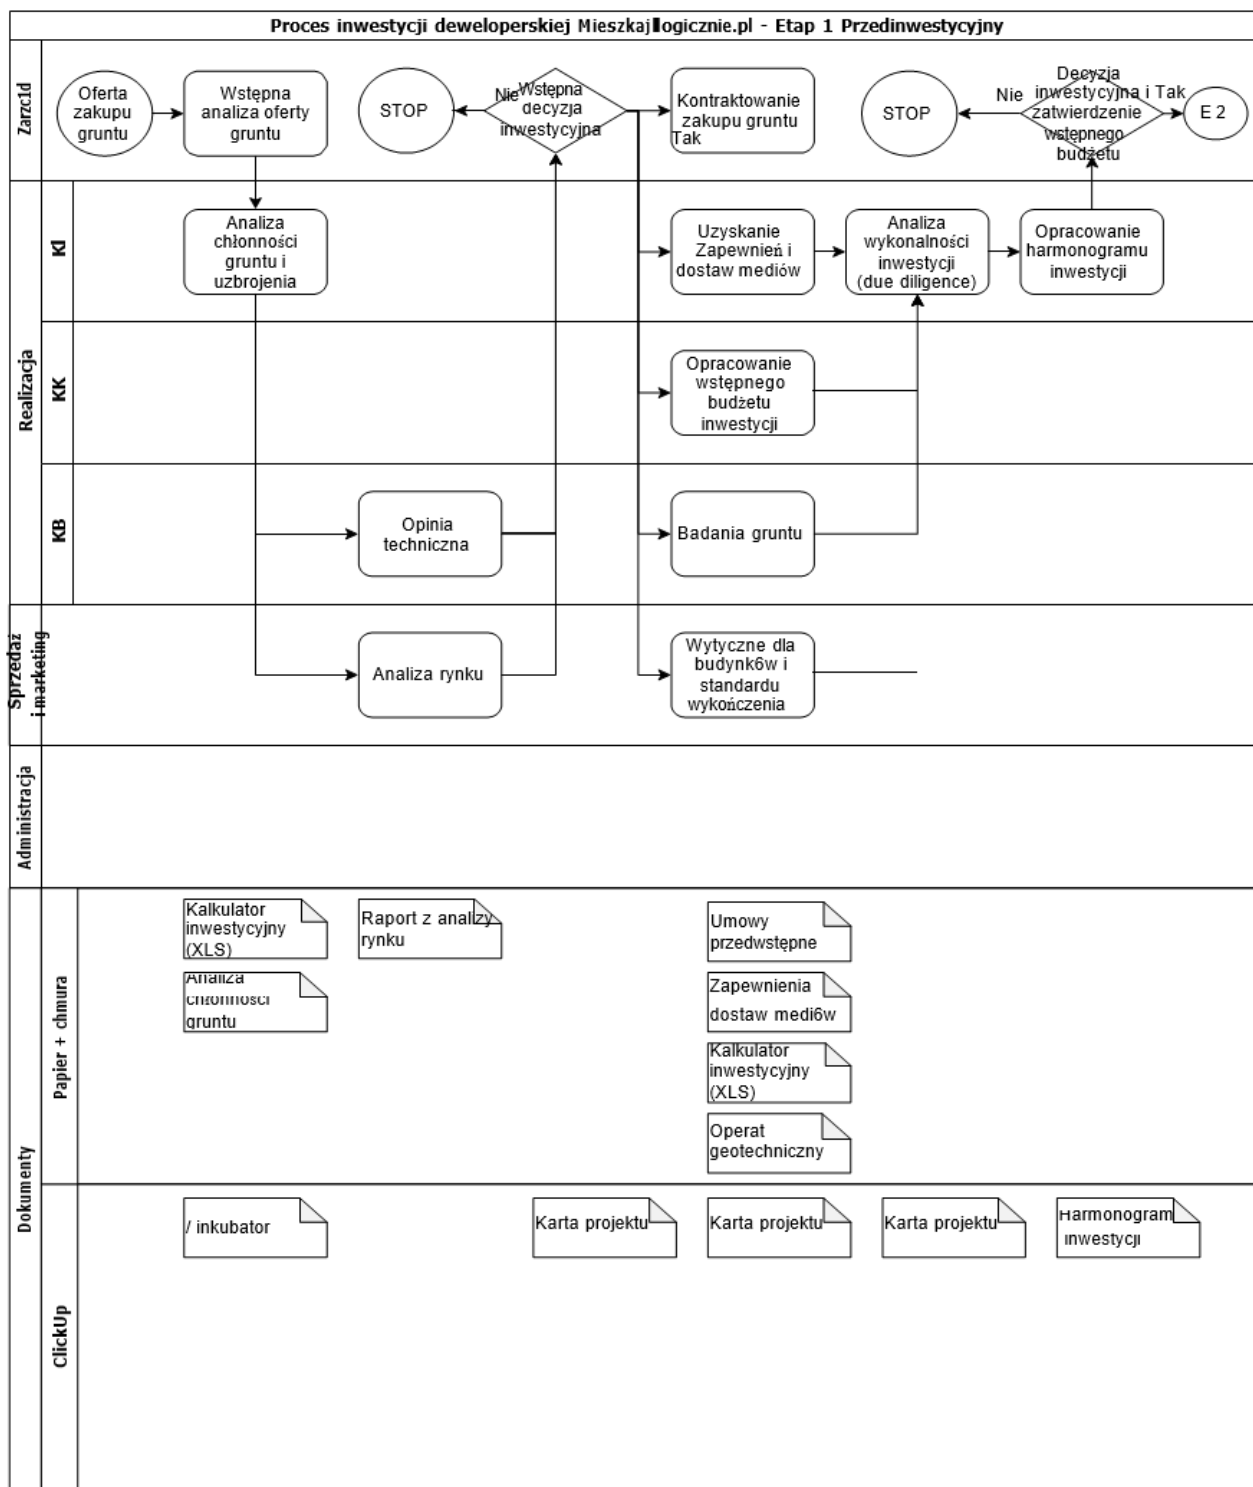 Proces inwestycji deweloperskiej Mieszkajlogicznie.pl - Etap 1 Przedinwestycyjny
Zarzc1d
Oferta
zakupu
gruntu
Wstępna
analiza oferty
gruntu
STOP
Nie
Wstępna
decyzja
inwestycyjna
Kontraktowanie
zakupu gruntu
Tak
STOP
Nie
Decyzja
inwestycyjna i
zatwierdzenie
wstępnego
budżetu
Tak
E 2
Realizacja
KI
Analiza
chłonności
gruntu i
uzbrojenia
Uzyskanie
Zapewnień i
dostaw mediów
Analiza
wykonalności
inwestycji
(due diligence)
Opracowanie
harmonogramu
inwestycji
KK
Opracowanie
wstępnego
budżetu
inwestycji
KB
Opinia
techniczna
Badania gruntu
Sprzedaż
i marketing
Analiza rynku
Wytyczne dla
budynk6w i
standardu
wykończenia
Administracja
Dokumenty
Papier + chmura
Kalkulator
inwestycyjny
(XLS)
Raport z analizy
rynku
Umowy
przedwstępne
Analiza
chłonności
gruntu
Zapewnienia
dostaw medi6w
Kalkulator
inwestycyjny
(XLS)
Operat
geotechniczny
ClickUp
/ inkubator
Karta projektu
Karta projektu
Karta projektu
Harmonogram
inwestycji